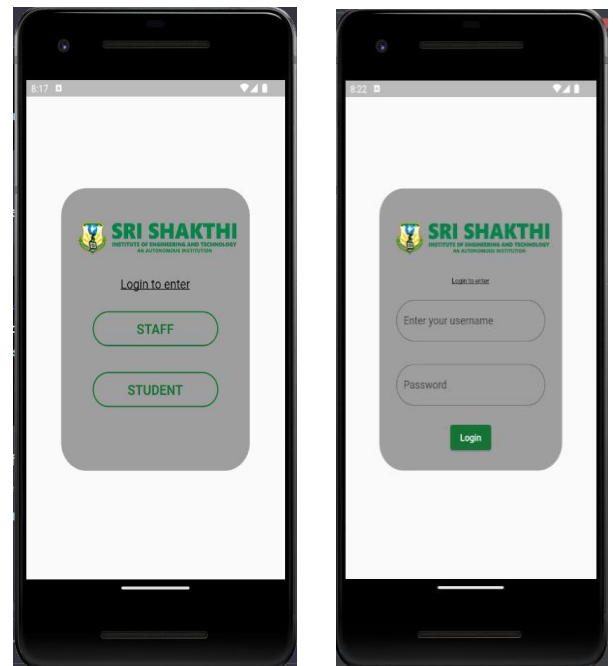 8:17
SRI SHAKTHI
INSTITUTE OF ENGINEERING AND TECHNOLOGY
AN AUTONOMOUS INSTITUTION
Login to enter
STAFF
STUDENT
8:22
SRI SHAKTHI
INSTITUTE OF ENGINEERING AND TECHNOLOGY
AN AUTONOMOUS INSTITUTION
Login to enter
Enter your username
Password
Login